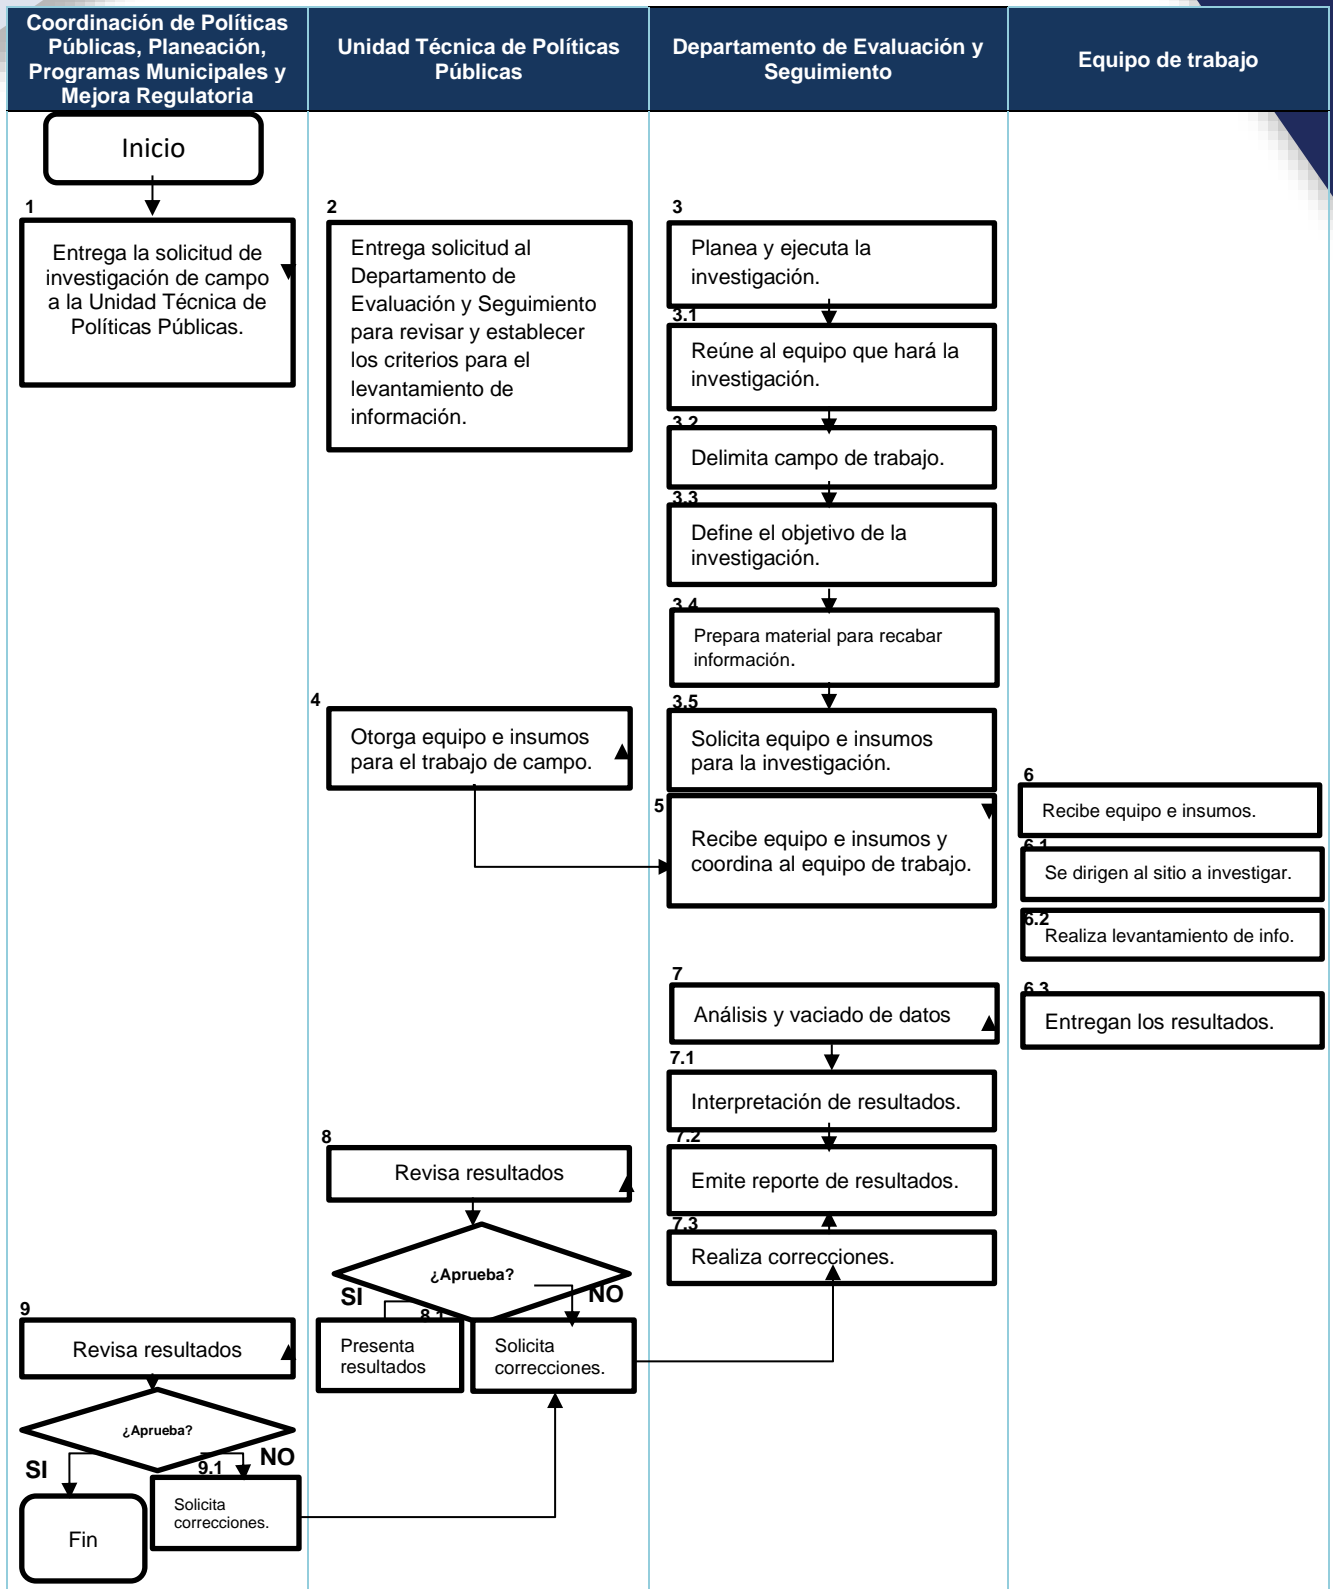 Coordinación de Políticas
Públicas, Planeación,
Programas Municipales y
Mejora Regulatoria
Unidad Técnica de Políticas
Públicas
Departamento de Evaluación y
Seguimiento
Equipo de trabajo
Inicio
1
Entrega la solicitud de
investigación de campo
a la Unidad Técnica de
Políticas Públicas.
2
Entrega solicitud al
Departamento de
Evaluación y Seguimiento
para revisar y establecer
los criterios para el
levantamiento de
información.
3
Planea y ejecuta la
investigación.
3.1
Reúne al equipo que hará la
investigación.
3.2
Delimita campo de trabajo.
3.3
Define el objetivo de la
investigación.
3.4
Prepara material para recabar
información.
3.5
Solicita equipo e insumos
para la investigación.
4
Otorga equipo e insumos
para el trabajo de campo.
5
Recibe equipo e insumos y
coordina al equipo de trabajo.
6
Recibe equipo e insumos.
6.1
Se dirigen al sitio a investigar.
6.2
Realiza levantamiento de info.
6.3
Entregan los resultados.
7
Análisis y vaciado de datos
7.1
Interpretación de resultados.
7.2
Emite reporte de resultados.
7.3
Realiza correcciones.
8
Revisa resultados
¿Aprueba?
SI
NO
8.1
Presenta
resultados
Solicita
correcciones.
9
Revisa resultados
¿Aprueba?
SI
NO
9.1
Solicita
correcciones.
Fin